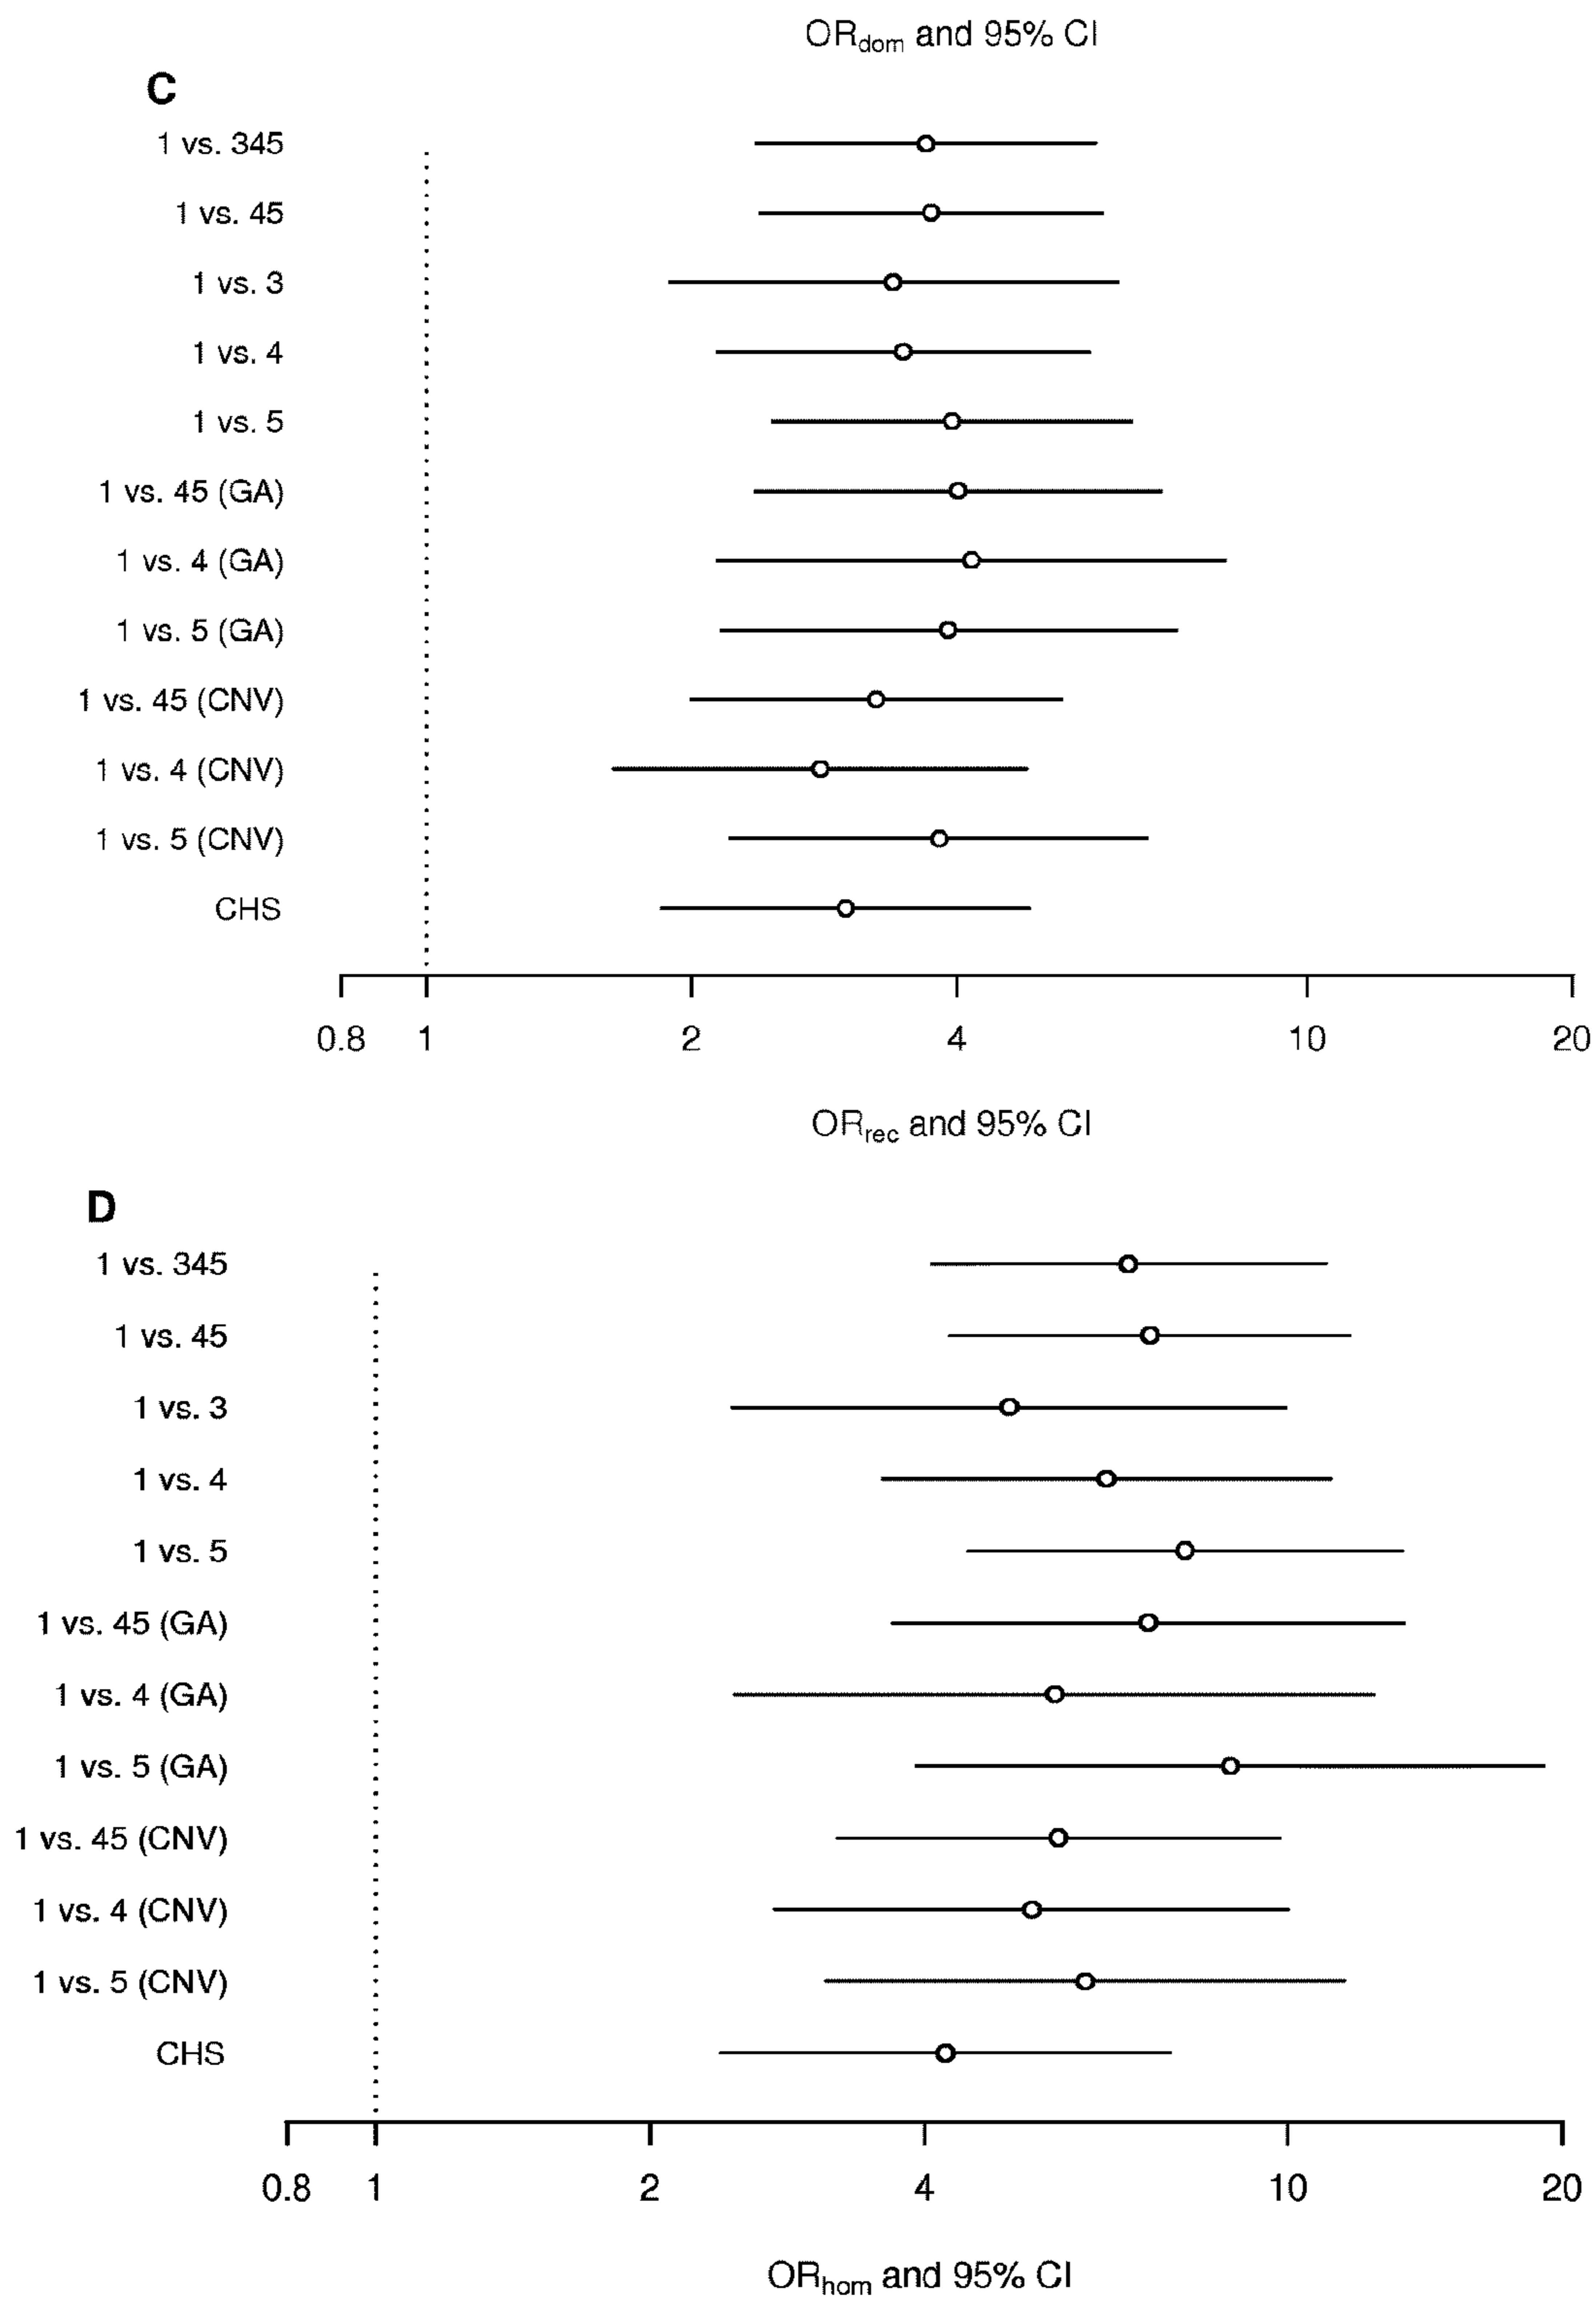 ORdom and 95% CI
C
1 vs. 345
1 vs. 45
1 vs. 3
1 vs. 4
1 vs. 5
1 vs. 45 (GA)
1 vs. 4 (GA)
1 vs. 5 (GA)
1 vs. 45 (CNV)
1 vs. 4 (CNV)
1 vs. 5 (CNV)
CHS
0.8 1 2 4 10 20
ORrec and 95% CI
D
1 vs. 345
1 vs. 45
1 vs. 3
1 vs. 4
1 vs. 5
1 vs. 45 (GA)
1 vs. 4 (GA)
1 vs. 5 (GA)
1 vs. 45 (CNV)
1 vs. 4 (CNV)
1 vs. 5 (CNV)
CHS
0.8 1 2 4 10 20
ORhom and 95% CI